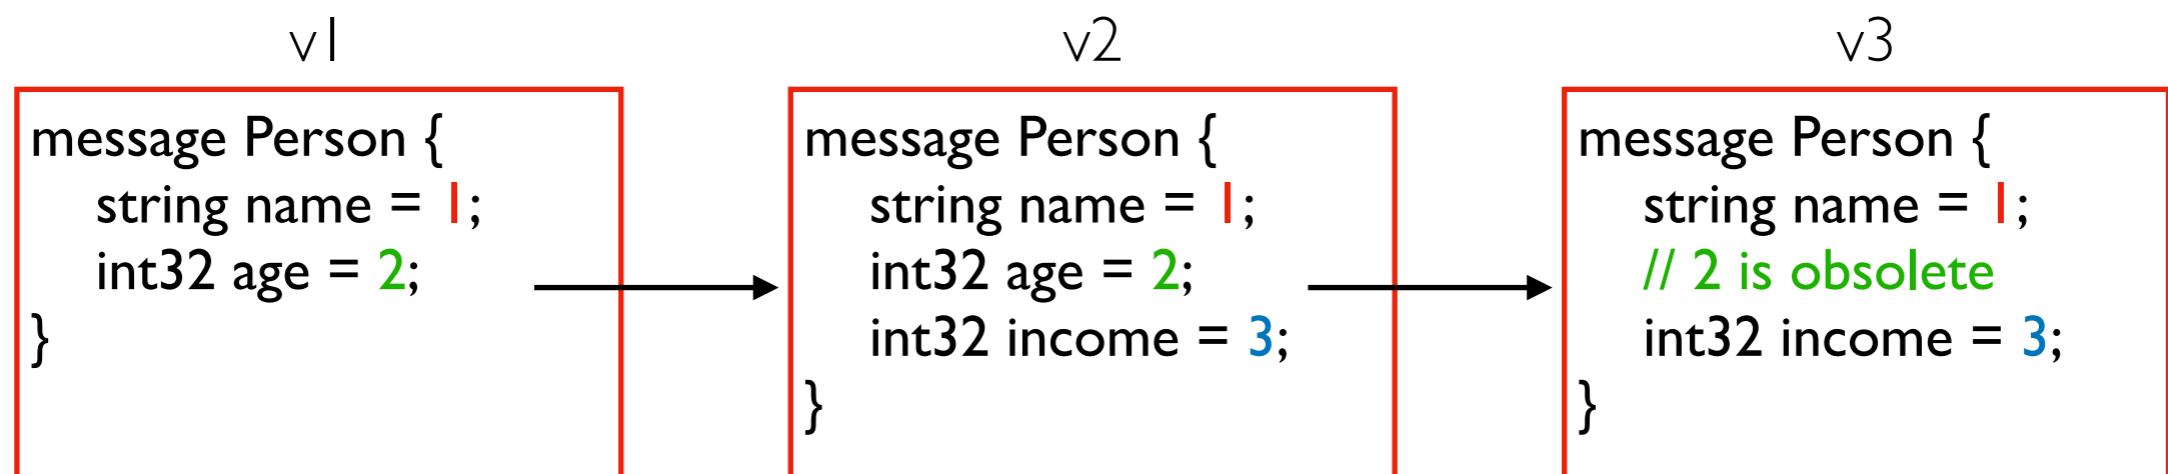 v1
message Person {
string name = 1;
int32 age = 2;
}
v2
message Person {
string name = 1;
int32 age = 2;
int32 income = 3;
}
v3
message Person {
string name = 1;
// 2 is obsolete
int32 income = 3;
}